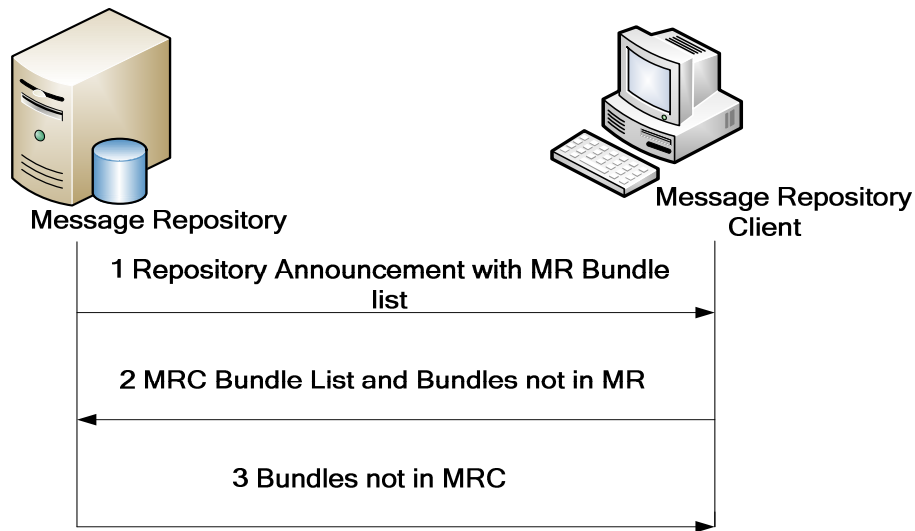 Message Repository
Message Repository
Client
1 Repository Announcement with MR Bundle
list
2 MRC Bundle List and Bundles not in MR
3 Bundles not in MRC